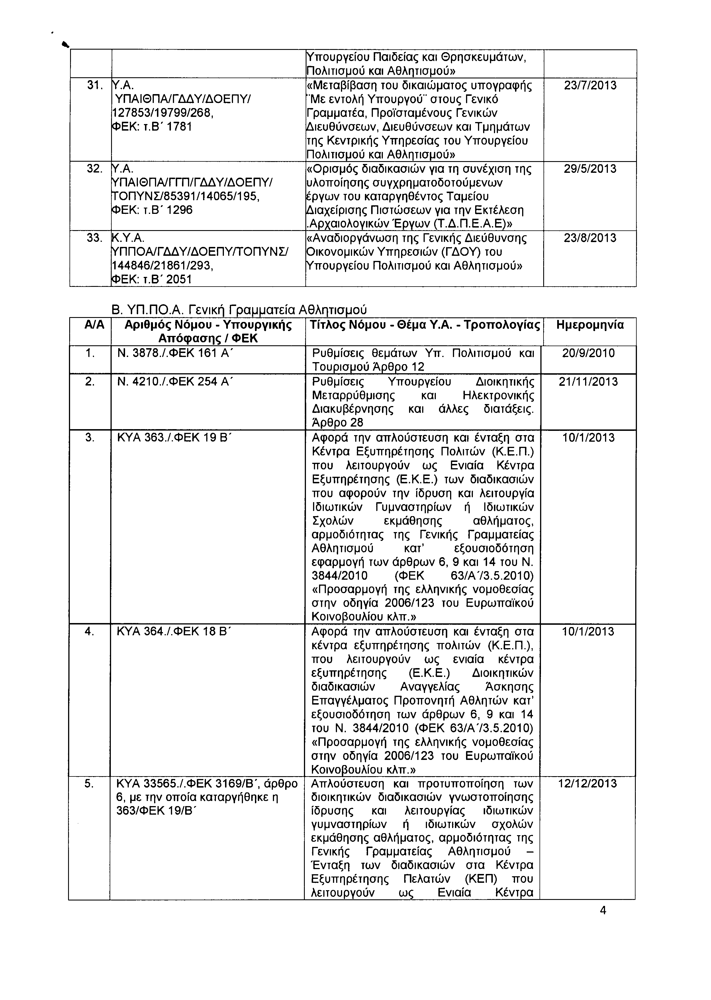 Υπουργείου Παιδείας και Θρησκευμάτων,
Πολιτισμού και Αθλητισμού»
31. Υ.Α. «Μεταβίβαση του δικαιώματος υπογραφής 23/7/2013
ΥΠΑΙΘΠΑ/ΓΔΔΥ/ΔΟΕΠΥ/ "Με εντολή Υπουργού" στους Γενικό
127853/19799/268, Γραμματέα, Προϊσταμένους Γενικών
ΦΕΚ: τ.Β΄ 1781 Διευθύνσεων, Διευθύνσεων και Τμημάτων
της Κεντρικής Υπηρεσίας του Υπουργείου
Πολιτισμού και Αθλητισμού»
32. Υ.Α. «Ορισμός διαδικασιών για τη συνέχιση της 29/5/2013
ΥΠΑΙΘΠΑ/ΓΓΠ/ΓΔΔΥ/ΔΟΕΠΥ/ υλοποίησης συγχρηματοδοτούμενων
ΤΟΠΥΝΣ/85391/14065/195, έργων του καταργηθέντος Ταμείου
ΦΕΚ: τ.Β΄ 1296 Διαχείρισης Πιστώσεων για την Εκτέλεση
.Αρχαιολογικών Έργων (Τ.Δ.Π.Ε.Α.Ε)»
33. Κ.Υ.Α. «Αναδιοργάνωση της Γενικής Διεύθυνσης 23/8/2013
ΥΠΠΟΑ/ΓΔΔΥ/ΔΟΕΠΥ/ΤΟΠΥΝΣ/ Οικονομικών Υπηρεσιών (ΓΔΟΥ) του
144846/21861/293, Υπουργείου Πολιτισμού και Αθλητισμού»
ΦΕΚ: τ.Β΄ 2051
Β. ΥΠ.ΠΟ.Α. Γενική Γραμματεία Αθλητισμού
Α/Α Αριθμός Νόμου - Υπουργικής Τίτλος Νόμου - Θέμα Υ.Α. - Τροπολογίας Ημερομηνία
Απόφασης / ΦΕΚ
1. Ν. 3878./.ΦΕΚ 161 Α΄ Ρυθμίσεις θεμάτων Υπ. Πολιτισμού και 20/9/2010
Τουρισμού Άρθρο 12
2. Ν. 4210./.ΦΕΚ 254 Α΄ Ρυθμίσεις Υπουργείου Διοικητικής 21/11/2013
Μεταρρύθμισης και Ηλεκτρονικής
Διακυβέρνησης και άλλες διατάξεις.
Άρθρο 28
3. ΚΥΑ 363./.ΦΕΚ 19 Β΄ Αφορά την απλούστευση και ένταξη στα 10/1/2013
Κέντρα Εξυπηρέτησης Πολιτών (Κ.Ε.Π.)
που λειτουργούν ως Ενιαία Κέντρα
Εξυπηρέτησης (Ε.Κ.Ε.) των διαδικασιών
που αφορούν την ίδρυση και λειτουργία
Ιδιωτικών Γυμναστηρίων ή Ιδιωτικών
Σχολών εκμάθησης αθλήματος,
αρμοδιότητας της Γενικής Γραμματείας
Αθλητισμού κατ’ εξουσιοδότηση
εφαρμογή των άρθρων 6, 9 και 14 του Ν.
3844/2010 (ΦΕΚ 63/Α΄/3.5.2010)
«Προσαρμογή της ελληνικής νομοθεσίας
στην οδηγία 2006/123 του Ευρωπαϊκού
Κοινοβουλίου κλπ.»
4. ΚΥΑ 364./.ΦΕΚ 18 Β΄ Αφορά την απλούστευση και ένταξη στα 10/1/2013
κέντρα εξυπηρέτησης πολιτών (Κ.Ε.Π.),
που λειτουργούν ως ενιαία κέντρα
εξυπηρέτησης (Ε.Κ.Ε.) Διοικητικών
διαδικασιών Αναγγελίας Άσκησης
Επαγγέλματος Προπονητή Αθλητών κατ’
εξουσιοδότηση των άρθρων 6, 9 και 14
του Ν. 3844/2010 (ΦΕΚ 63/Α΄/3.5.2010)
«Προσαρμογή της ελληνικής νομοθεσίας
στην οδηγία 2006/123 του Ευρωπαϊκού
Κοινοβουλίου κλπ.»
5. ΚΥΑ 33565./.ΦΕΚ 3169/Β΄, άρθρο Απλούστευση και προτυποποίηση των 12/12/2013
6, με την οποία καταργήθηκε η διοικητικών διαδικασιών γνωστοποίησης
363/ΦΕΚ 19/Β΄ ίδρυσης και λειτουργίας ιδιωτικών
γυμναστηρίων ή ιδιωτικών σχολών
εκμάθησης αθλήματος, αρμοδιότητας της
Γενικής Γραμματείας Αθλητισμού –
Ένταξη των διαδικασιών στα Κέντρα
Εξυπηρέτησης Πελατών (ΚΕΠ) που
λειτουργούν ως Ενιαία Κέντρα
4